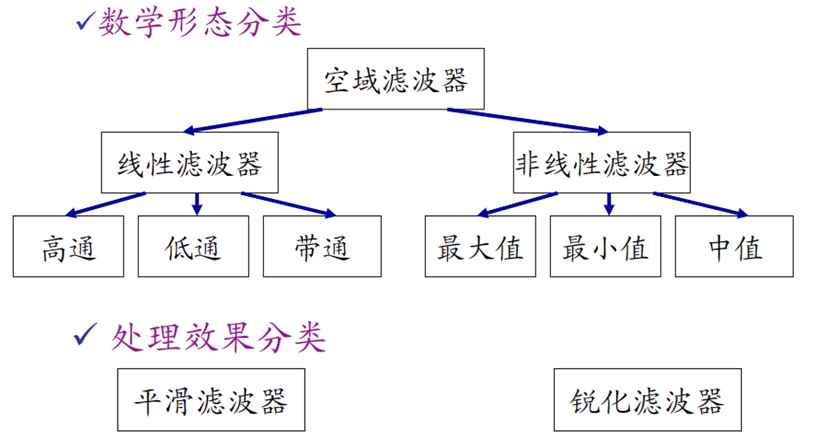 ✓数学形态分类
空域滤波器
线性滤波器 非线性滤波器
高通 低通 带通 最大值 最小值 中值
✓ 处理效果分类
平滑滤波器 锐化滤波器